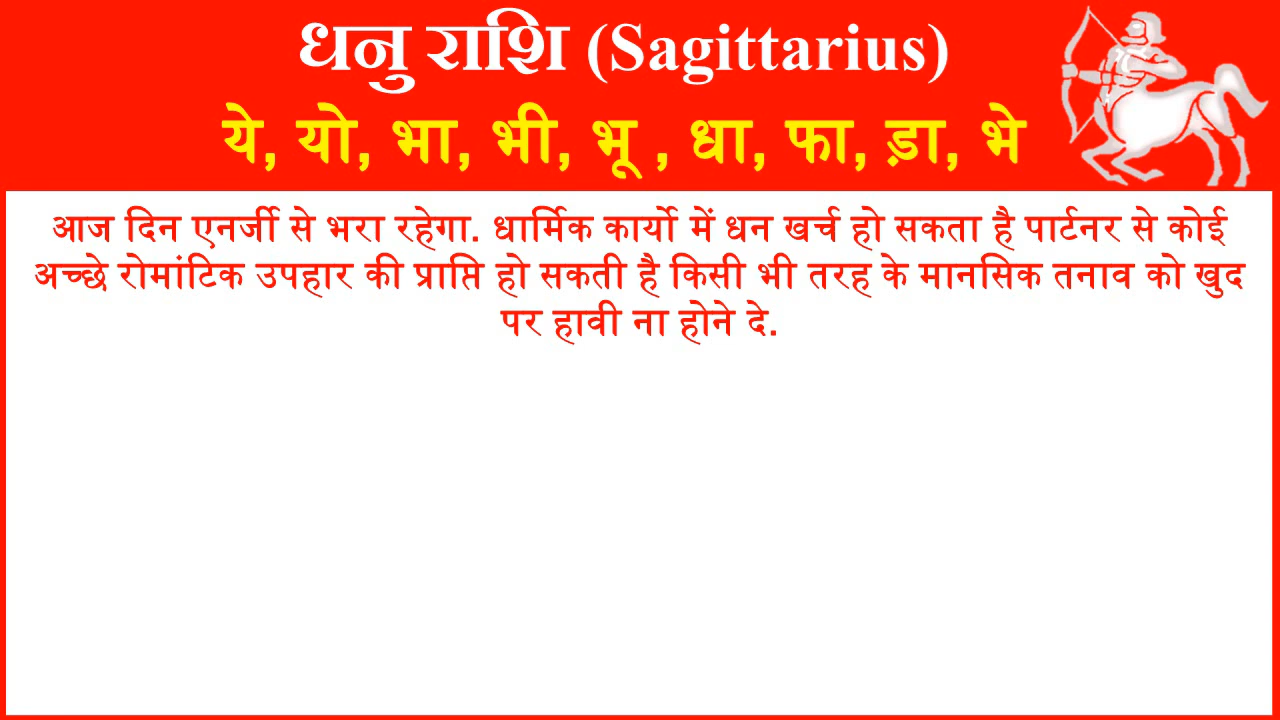 धनु राशि (Sagittarius)
ये, यो, भा, भी, भू , धा, फा, ड़ा, भे
आज दिन एनर्जी से भरा रहेगा. धार्मिक कार्यो में धन खर्च हो सकता है पार्टनर से कोई
अच्छे रोमांटिक उपहार की प्राप्ति हो सकती है किसी भी तरह के मानसिक तनाव को खुद
पर हावी ना होने दे.